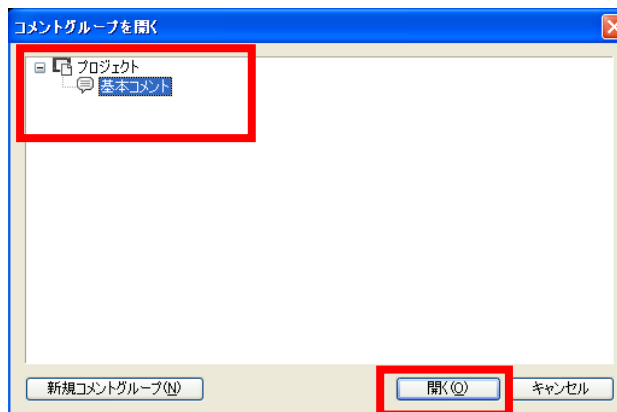 コメントグループを開く
プロジェクト
基本コメント
新規コメントグループ(N)
開く(O)
キャンセル